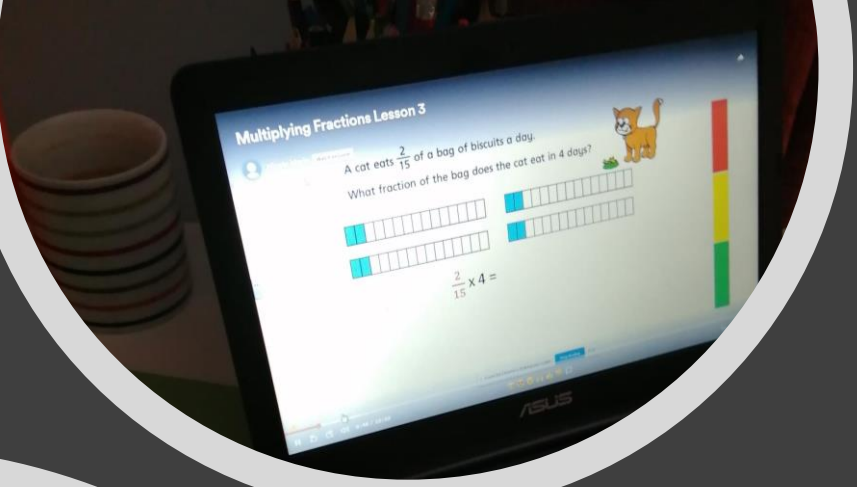 Multiplying Fractions Lesson 3
A cat eats 2/15 of a bag of biscuits a day.
What fraction of the bag does the cat eat in 4 days?
2/15 x 4 =
ASUS